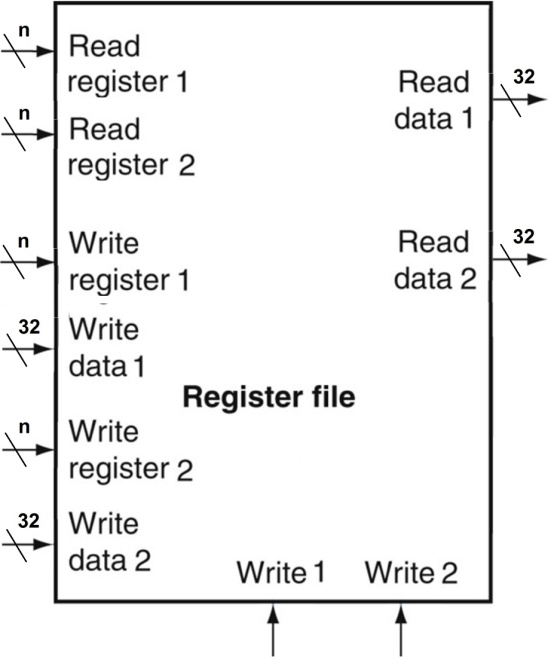 n
Read
register 1
n
Read
register 2
n
Write
register 1
32
Write
data 1
n
Write
register 2
32
Write
data 2
Read
data 1
32
Read
data 2
32
Register file
Write 1
Write 2